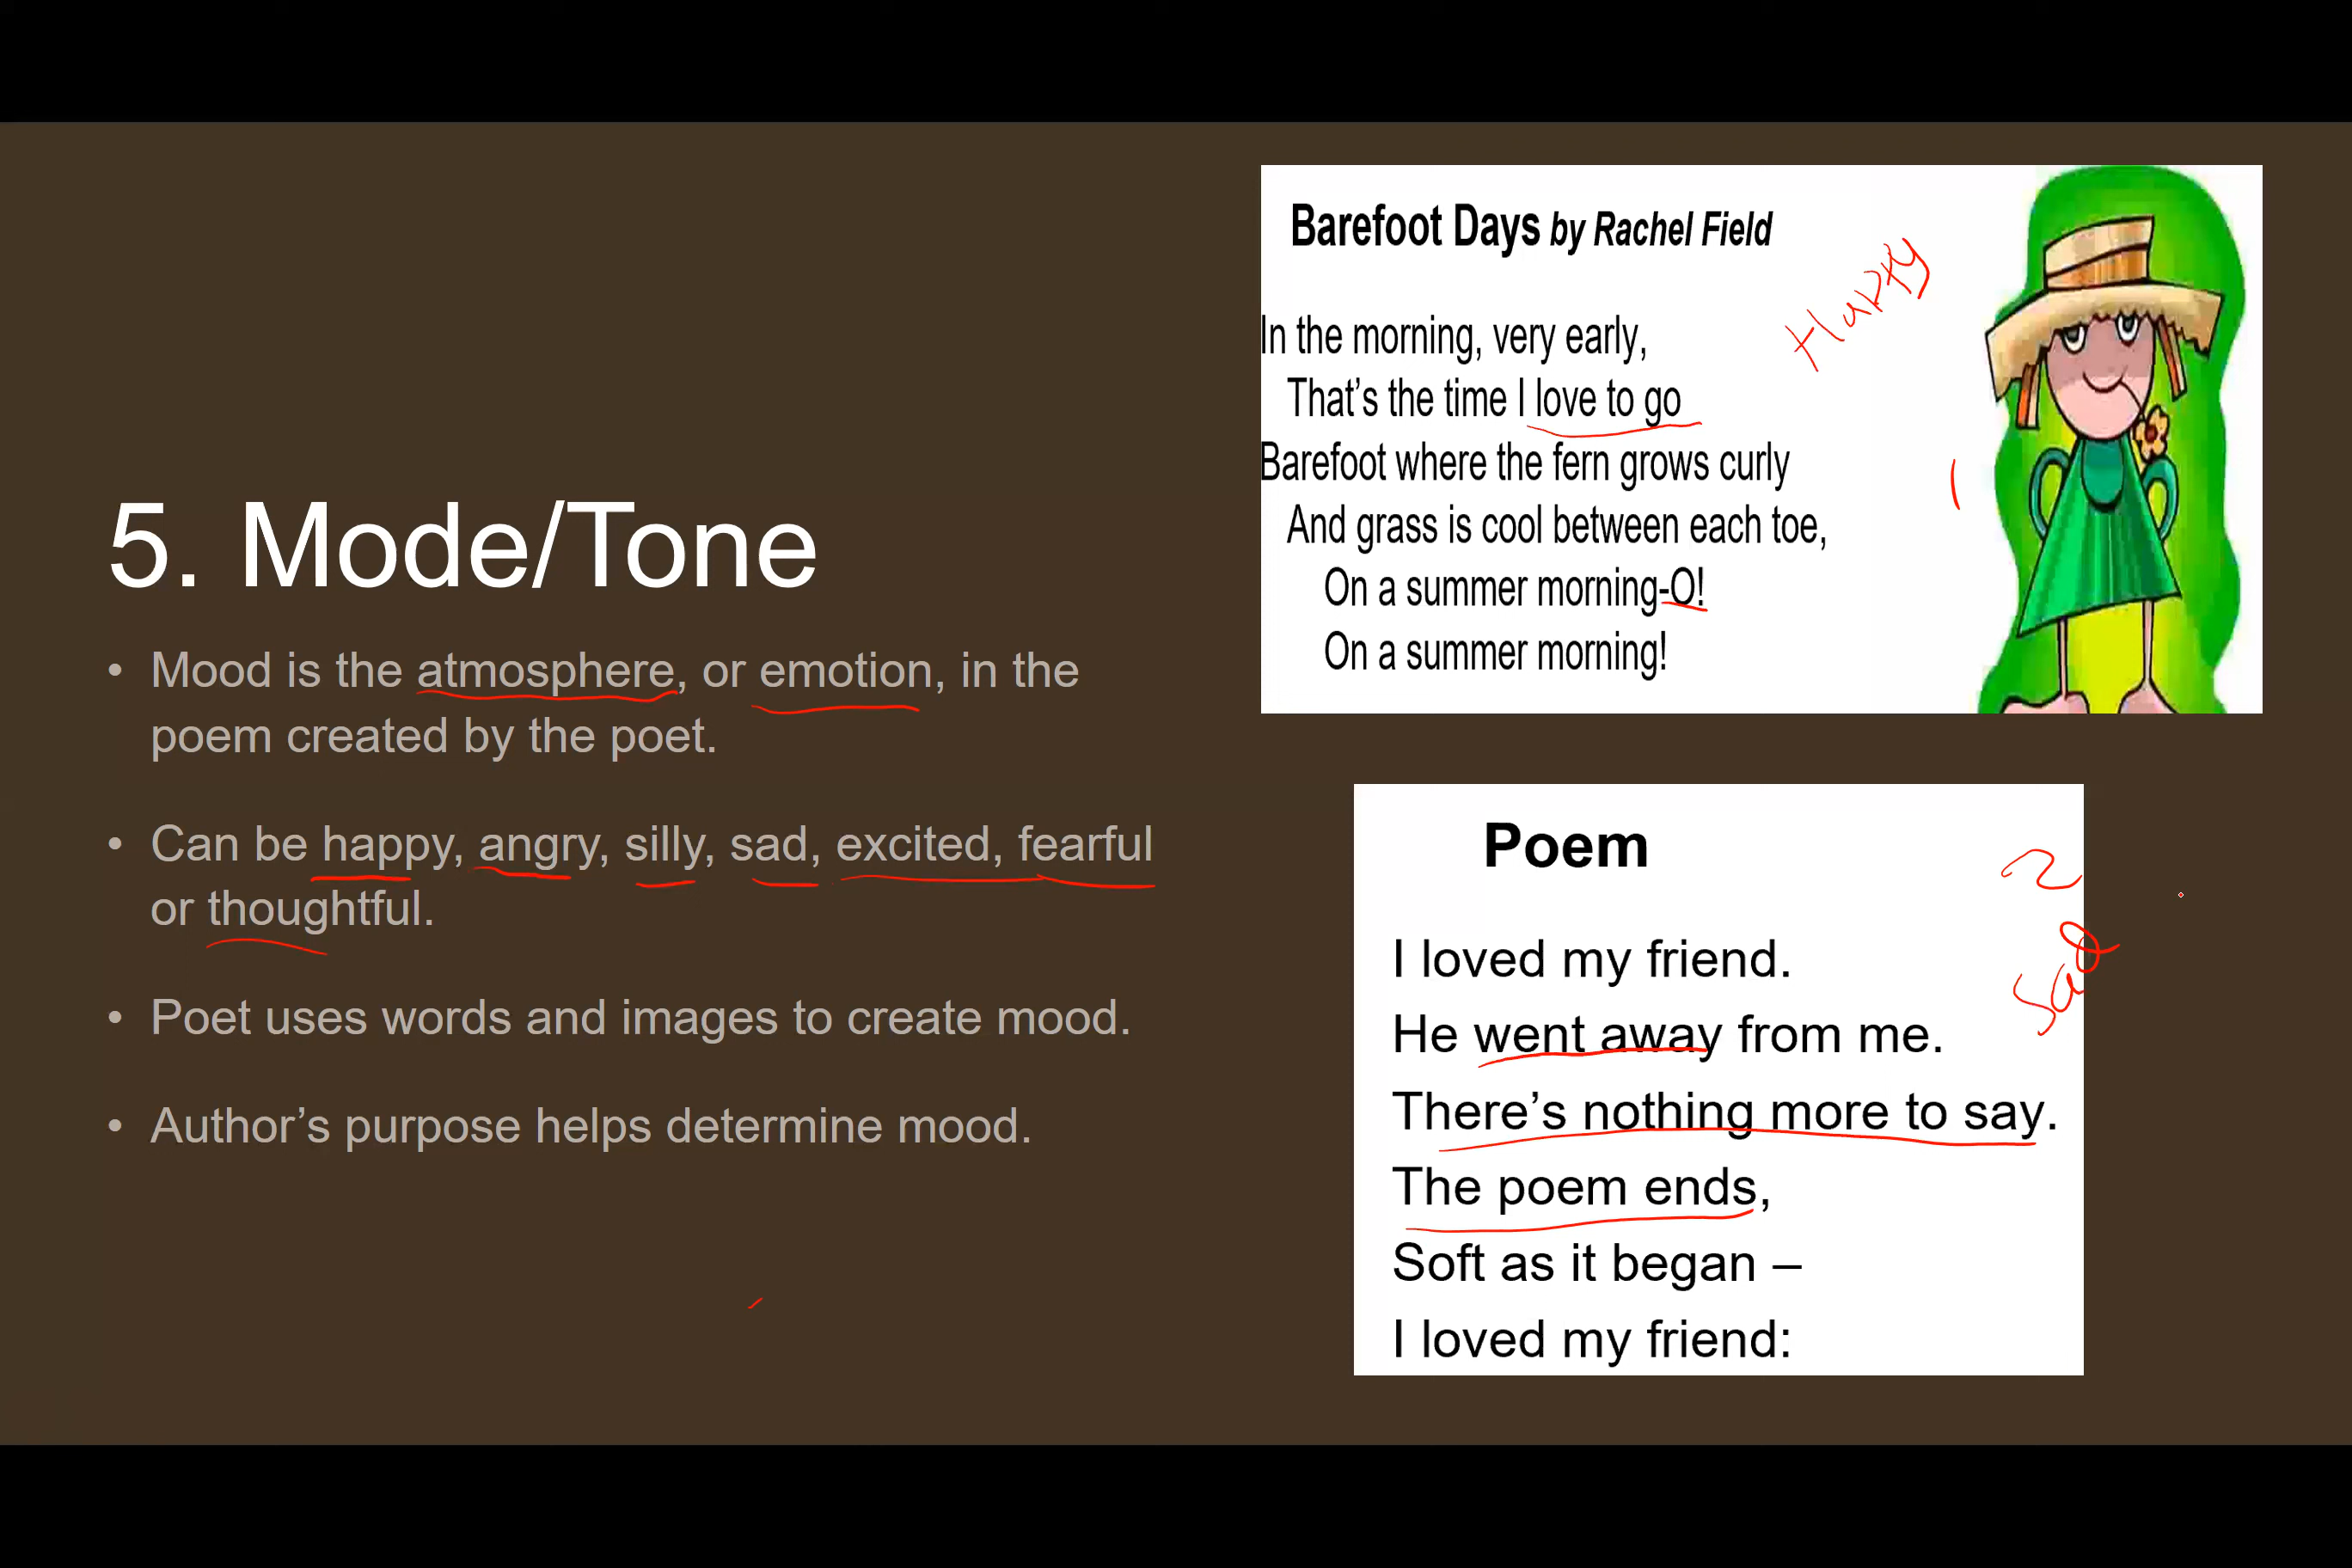 5. Mode/Tone
• Mood is the atmosphere, or emotion, in the
poem created by the poet.
• Can be happy, angry, silly, sad, excited, fearful
or thoughtful.
• Poet uses words and images to create mood.
• Author’s purpose helps determine mood.
Barefoot Days by Rachel Field
Happy
In the morning, very early,
That’s the time I love to go
Barefoot where the fern grows curly
1
And grass is cool between each toe,
On a summer morning-O!
On a summer morning!
Poem
2
Sad
I loved my friend.
He went away from me.
There’s nothing more to say.
The poem ends,
Soft as it began –
I loved my friend: